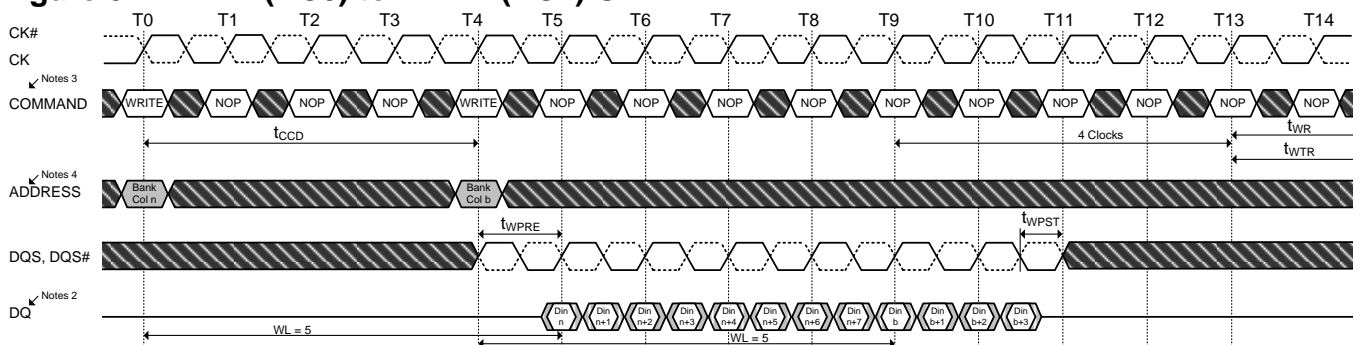 T0 T1 T2 T3 T4 T5 T6 T7 T8 T9 T10 T11 T12 T13 T14
CK#
CK
Notes 3
COMMAND WRITE NOP NOP NOP WRITE NOP NOP NOP NOP NOP NOP NOP NOP NOP NOP
tCCD 4 Clocks tWR
tWTR
Notes 4
ADDRESS
Bank Col n
Bank Col b
tWPRE tWPST
DQS, DQS#
Notes 2
DQ
Din n Din n+1 Din n+2 Din n+3 Din n+4 Din n+5 Din n+6 Din n+7 Din b Din b+1 Din b+2 Din b+3
WL = 5
WL = 5